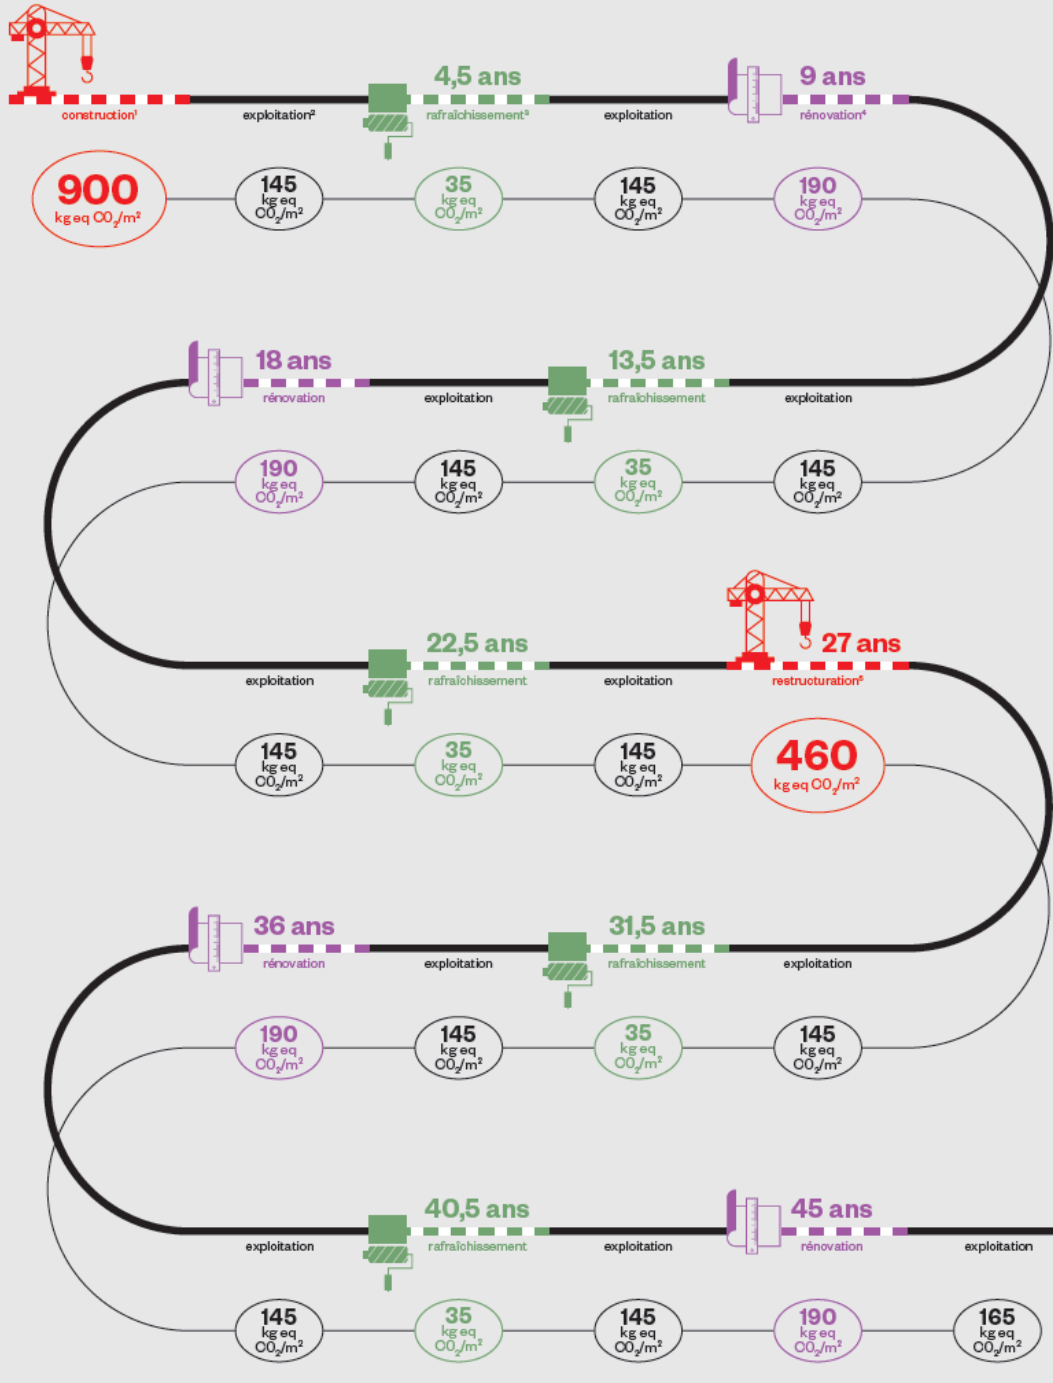 4,5 ans
9 ans
construction¹
exploitation²
rafraîchissement³
exploitation
rénovation⁴
900
kg eq CO₂/m²
145
kg eq
CO₂/m²
35
kg eq
CO₂/m²
145
kg eq
CO₂/m²
190
kg eq
CO₂/m²
18 ans
13,5 ans
rénovation
exploitation
rafraîchissement
exploitation
190
kg eq
CO₂/m²
145
kg eq
CO₂/m²
35
kg eq
CO₂/m²
145
kg eq
CO₂/m²
22,5 ans
27 ans
exploitation
rafraîchissement
exploitation
restructuration⁵
145
kg eq
CO₂/m²
35
kg eq
CO₂/m²
145
kg eq
CO₂/m²
460
kg eq CO₂/m²
36 ans
31,5 ans
rénovation
exploitation
rafraîchissement
exploitation
190
kg eq
CO₂/m²
145
kg eq
CO₂/m²
35
kg eq
CO₂/m²
145
kg eq
CO₂/m²
40,5 ans
45 ans
exploitation
rafraîchissement
exploitation
rénovation
exploitation
145
kg eq
CO₂/m²
35
kg eq
CO₂/m²
145
kg eq
CO₂/m²
190
kg eq
CO₂/m²
165
kg eq
CO₂/m²